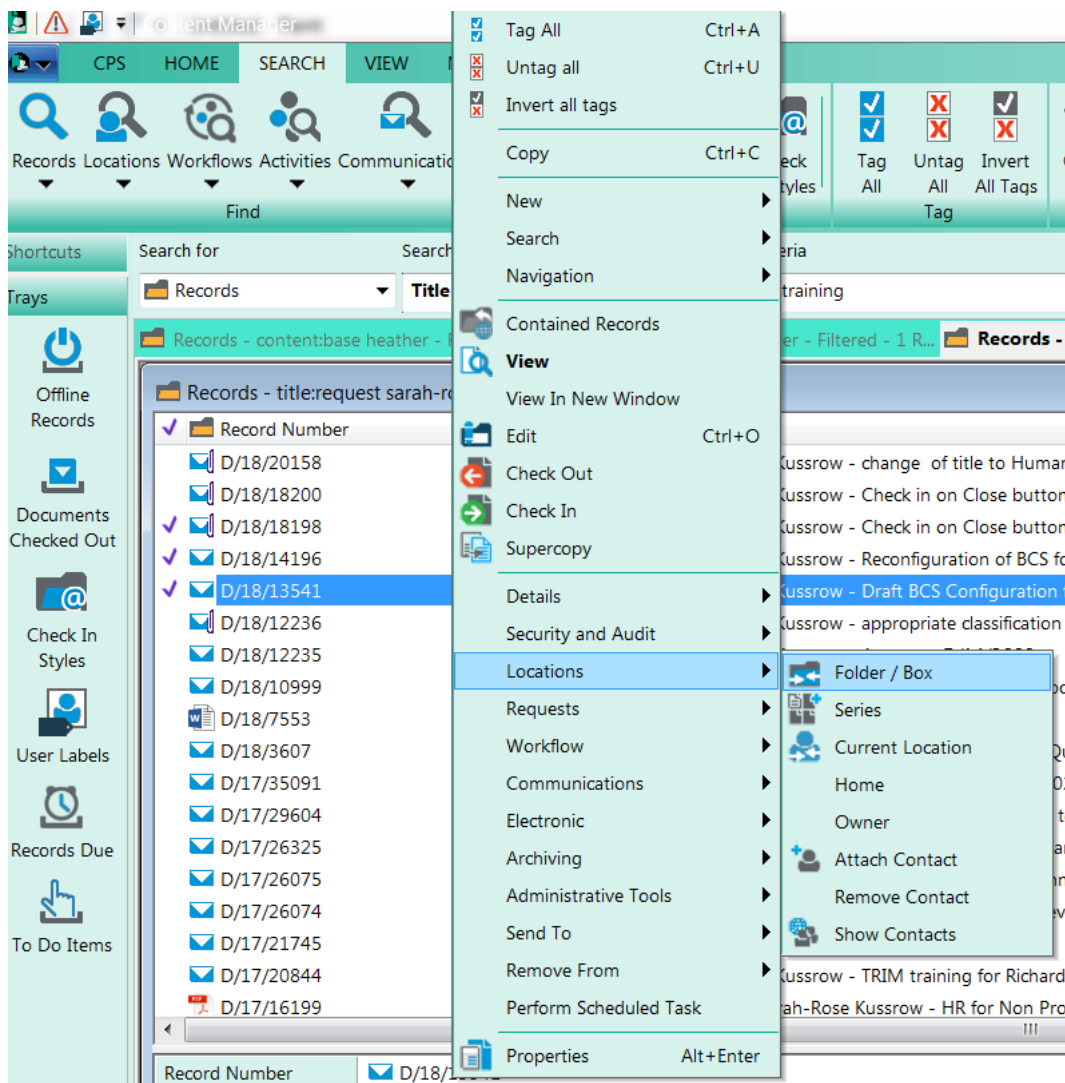 Content Manager
CPS HOME SEARCH VIEW
Records Locations Workflows Activities
Find
Tag All Ctrl+A
Untag all Ctrl+U
Invert all tags
Copy Ctrl+C
New
Search
Navigation
Contained Records
View
View In New Window
Edit Ctrl+O
Check Out
Check In
Supercopy
Details
Security and Audit
Locations
Requests
Workflow
Communications
Electronic
Archiving
Administrative Tools
Send To
Remove From
Perform Scheduled Task
Properties Alt+Enter
Folder / Box
Series
Current Location
Home
Owner
Attach Contact
Remove Contact
Show Contacts
Tag All
Untag All
Invert All Tags
Tag
Shortcuts
Trays
Offline Records
Documents Checked Out
Check In Styles
User Labels
Records Due
To Do Items
Search for
Search
Records
Title
training
Records - content:base heather -
er - Filtered - 1 R...
Records -
Records - title:request sarah-ro
Record Number
D/18/20158
Kussrow - change of title to Human
D/18/18200
Kussrow - Check in on Close button
D/18/18198
Kussrow - Check in on Close button
D/18/14196
Kussrow - Reconfiguration of BCS fo
D/18/13541
Kussrow - Draft BCS Configuration
D/18/12236
Kussrow - appropriate classification
D/18/12235
D/18/10999
D/18/7553
D/18/3607
D/17/35091
D/17/29604
D/17/26325
D/17/26075
D/17/26074
D/17/21745
D/17/20844
Kussrow - TRIM training for Richard
D/17/16199
rah-Rose Kussrow - HR for Non Pro
Record Number
D/18/13541